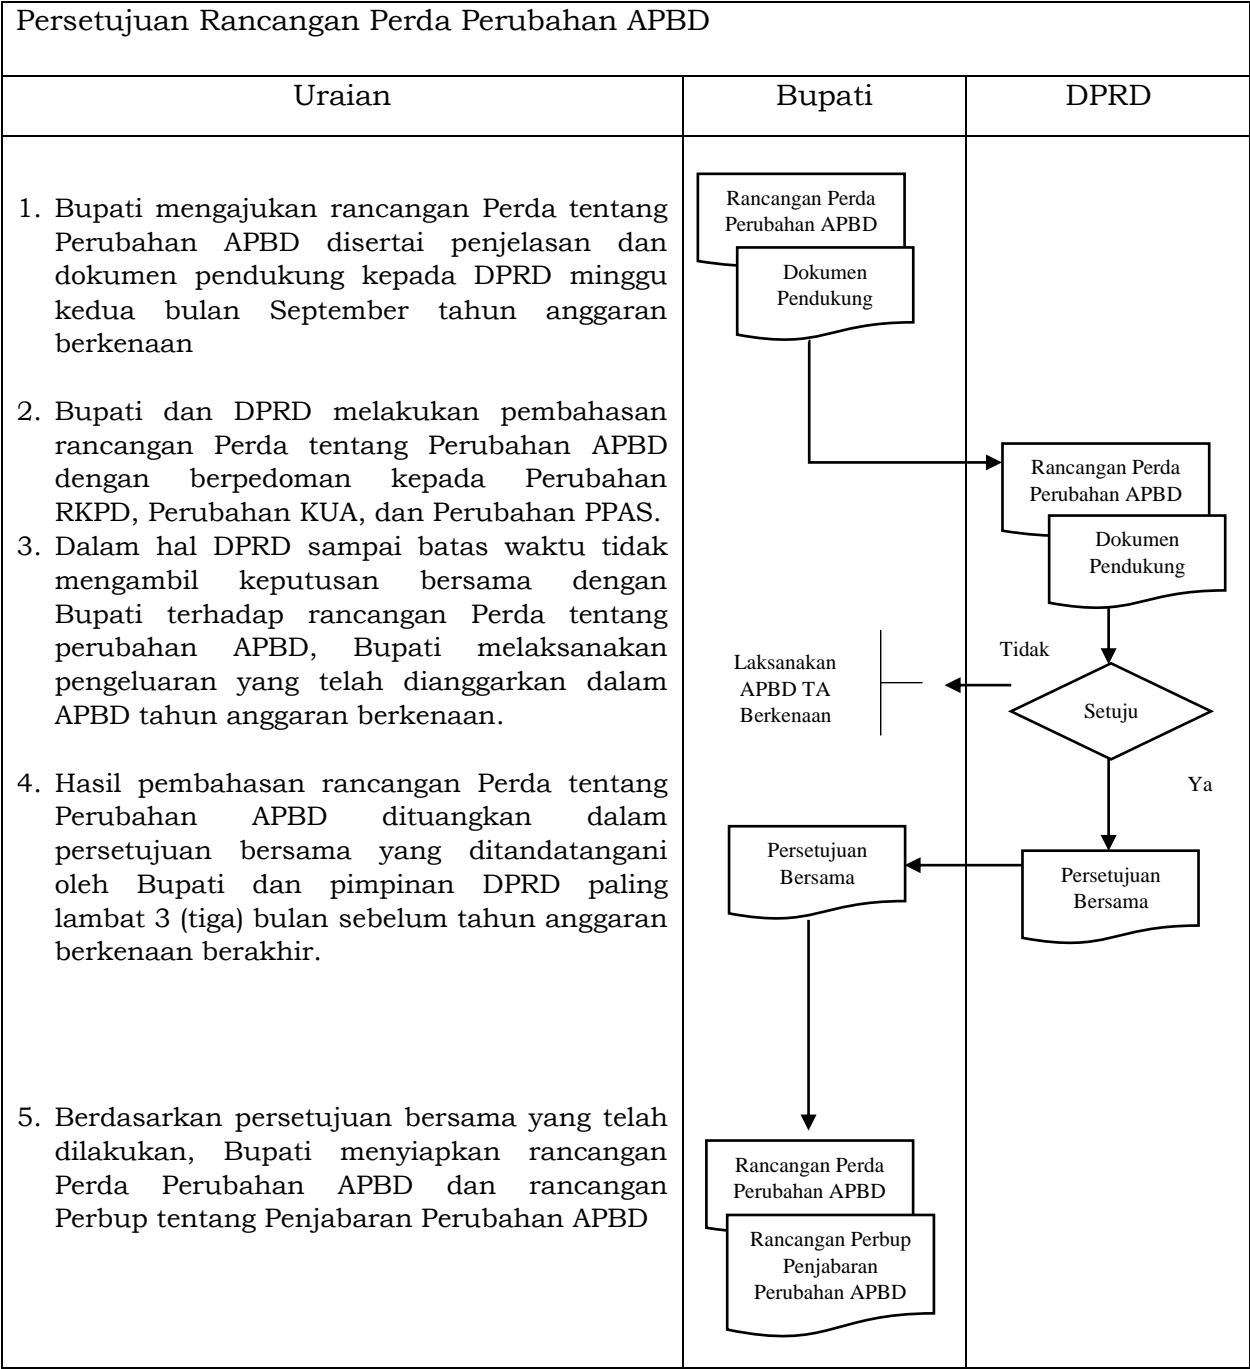 Persetujuan Rancangan Perda Perubahan APBD
Uraian
Bupati
DPRD
1. Bupati mengajukan rancangan Perda tentang
Perubahan APBD disertai penjelasan dan
dokumen pendukung kepada DPRD minggu
kedua bulan September tahun anggaran
berkenaan
2. Bupati dan DPRD melakukan pembahasan
rancangan Perda tentang Perubahan APBD
dengan berpedoman kepada Perubahan
RKPD, Perubahan KUA, dan Perubahan PPAS.
3. Dalam hal DPRD sampai batas waktu tidak
mengambil keputusan bersama dengan
Bupati terhadap rancangan Perda tentang
perubahan APBD, Bupati melaksanakan
pengeluaran yang telah dianggarkan dalam
APBD tahun anggaran berkenaan.
4. Hasil pembahasan rancangan Perda tentang
Perubahan APBD dituangkan dalam
persetujuan bersama yang ditandatangani
oleh Bupati dan pimpinan DPRD paling
lambat 3 (tiga) bulan sebelum tahun anggaran
berkenaan berakhir.
5. Berdasarkan persetujuan bersama yang telah
dilakukan, Bupati menyiapkan rancangan
Perda Perubahan APBD dan rancangan
Perbup tentang Penjabaran Perubahan APBD
Rancangan Perda
Perubahan APBD
Dokumen
Pendukung
Rancangan Perda
Perubahan APBD
Dokumen
Pendukung
Tidak
Laksanakan
APBD TA
Berkenaan
Setuju
Ya
Persetujuan
Bersama
Persetujuan
Bersama
Rancangan Perda
Perubahan APBD
Rancangan Perbup
Penjabaran
Perubahan APBD